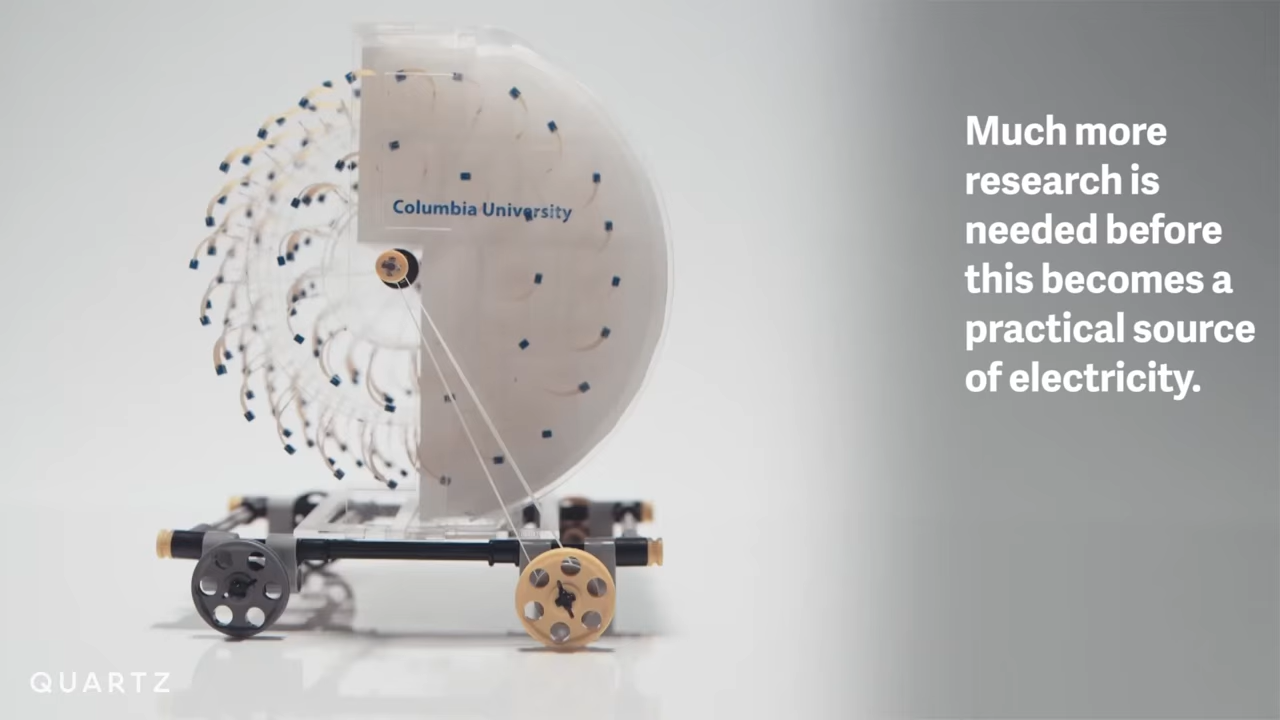 Columbia University
Much more
research is
needed before
this becomes a
practical source
of electricity.
QUARTZ